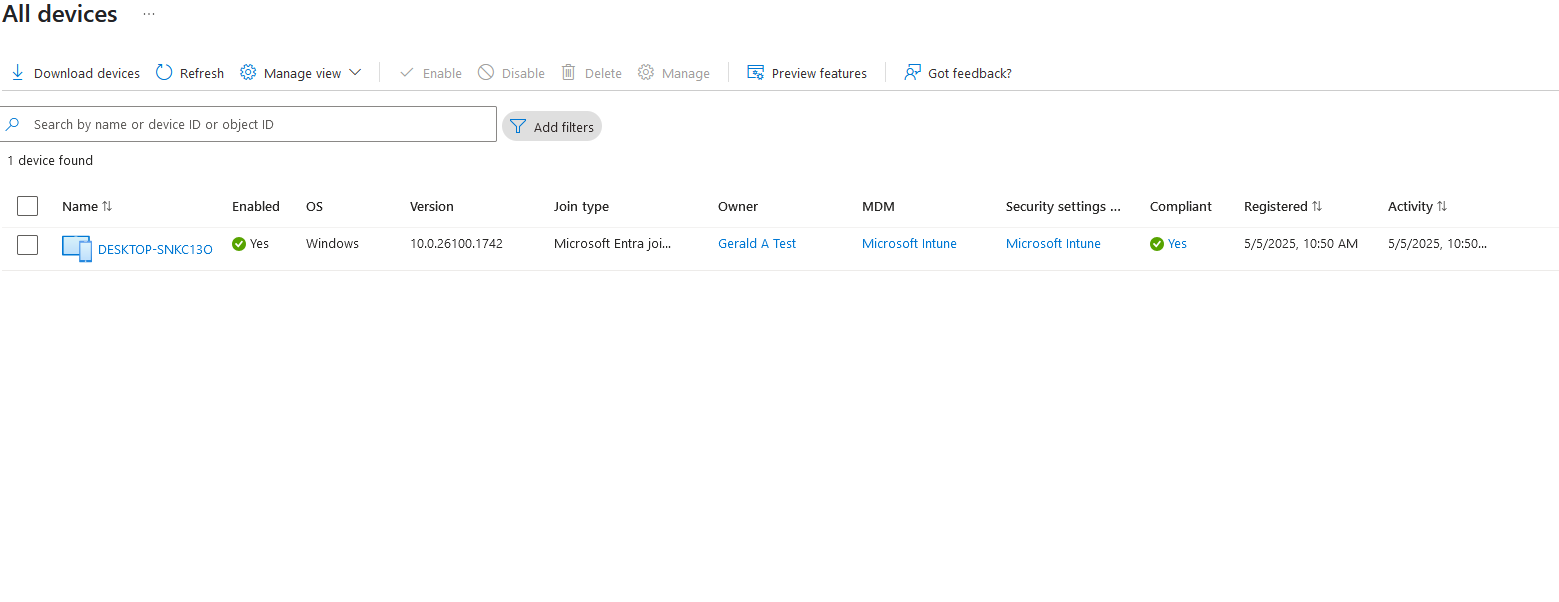 All devices ...
Download devices Refresh Manage view Enable Disable Delete Manage Preview features Got feedback?
Search by name or device ID or object ID Add filters
1 device found
Name Enabled OS Version Join type Owner MDM Security settings ... Compliant Registered Activity
DESKTOP-SNKC13O Yes Windows 10.0.26100.1742 Microsoft Entra joi... Gerald A Test Microsoft Intune Microsoft Intune Yes 5/5/2025, 10:50 AM 5/5/2025, 10:50...